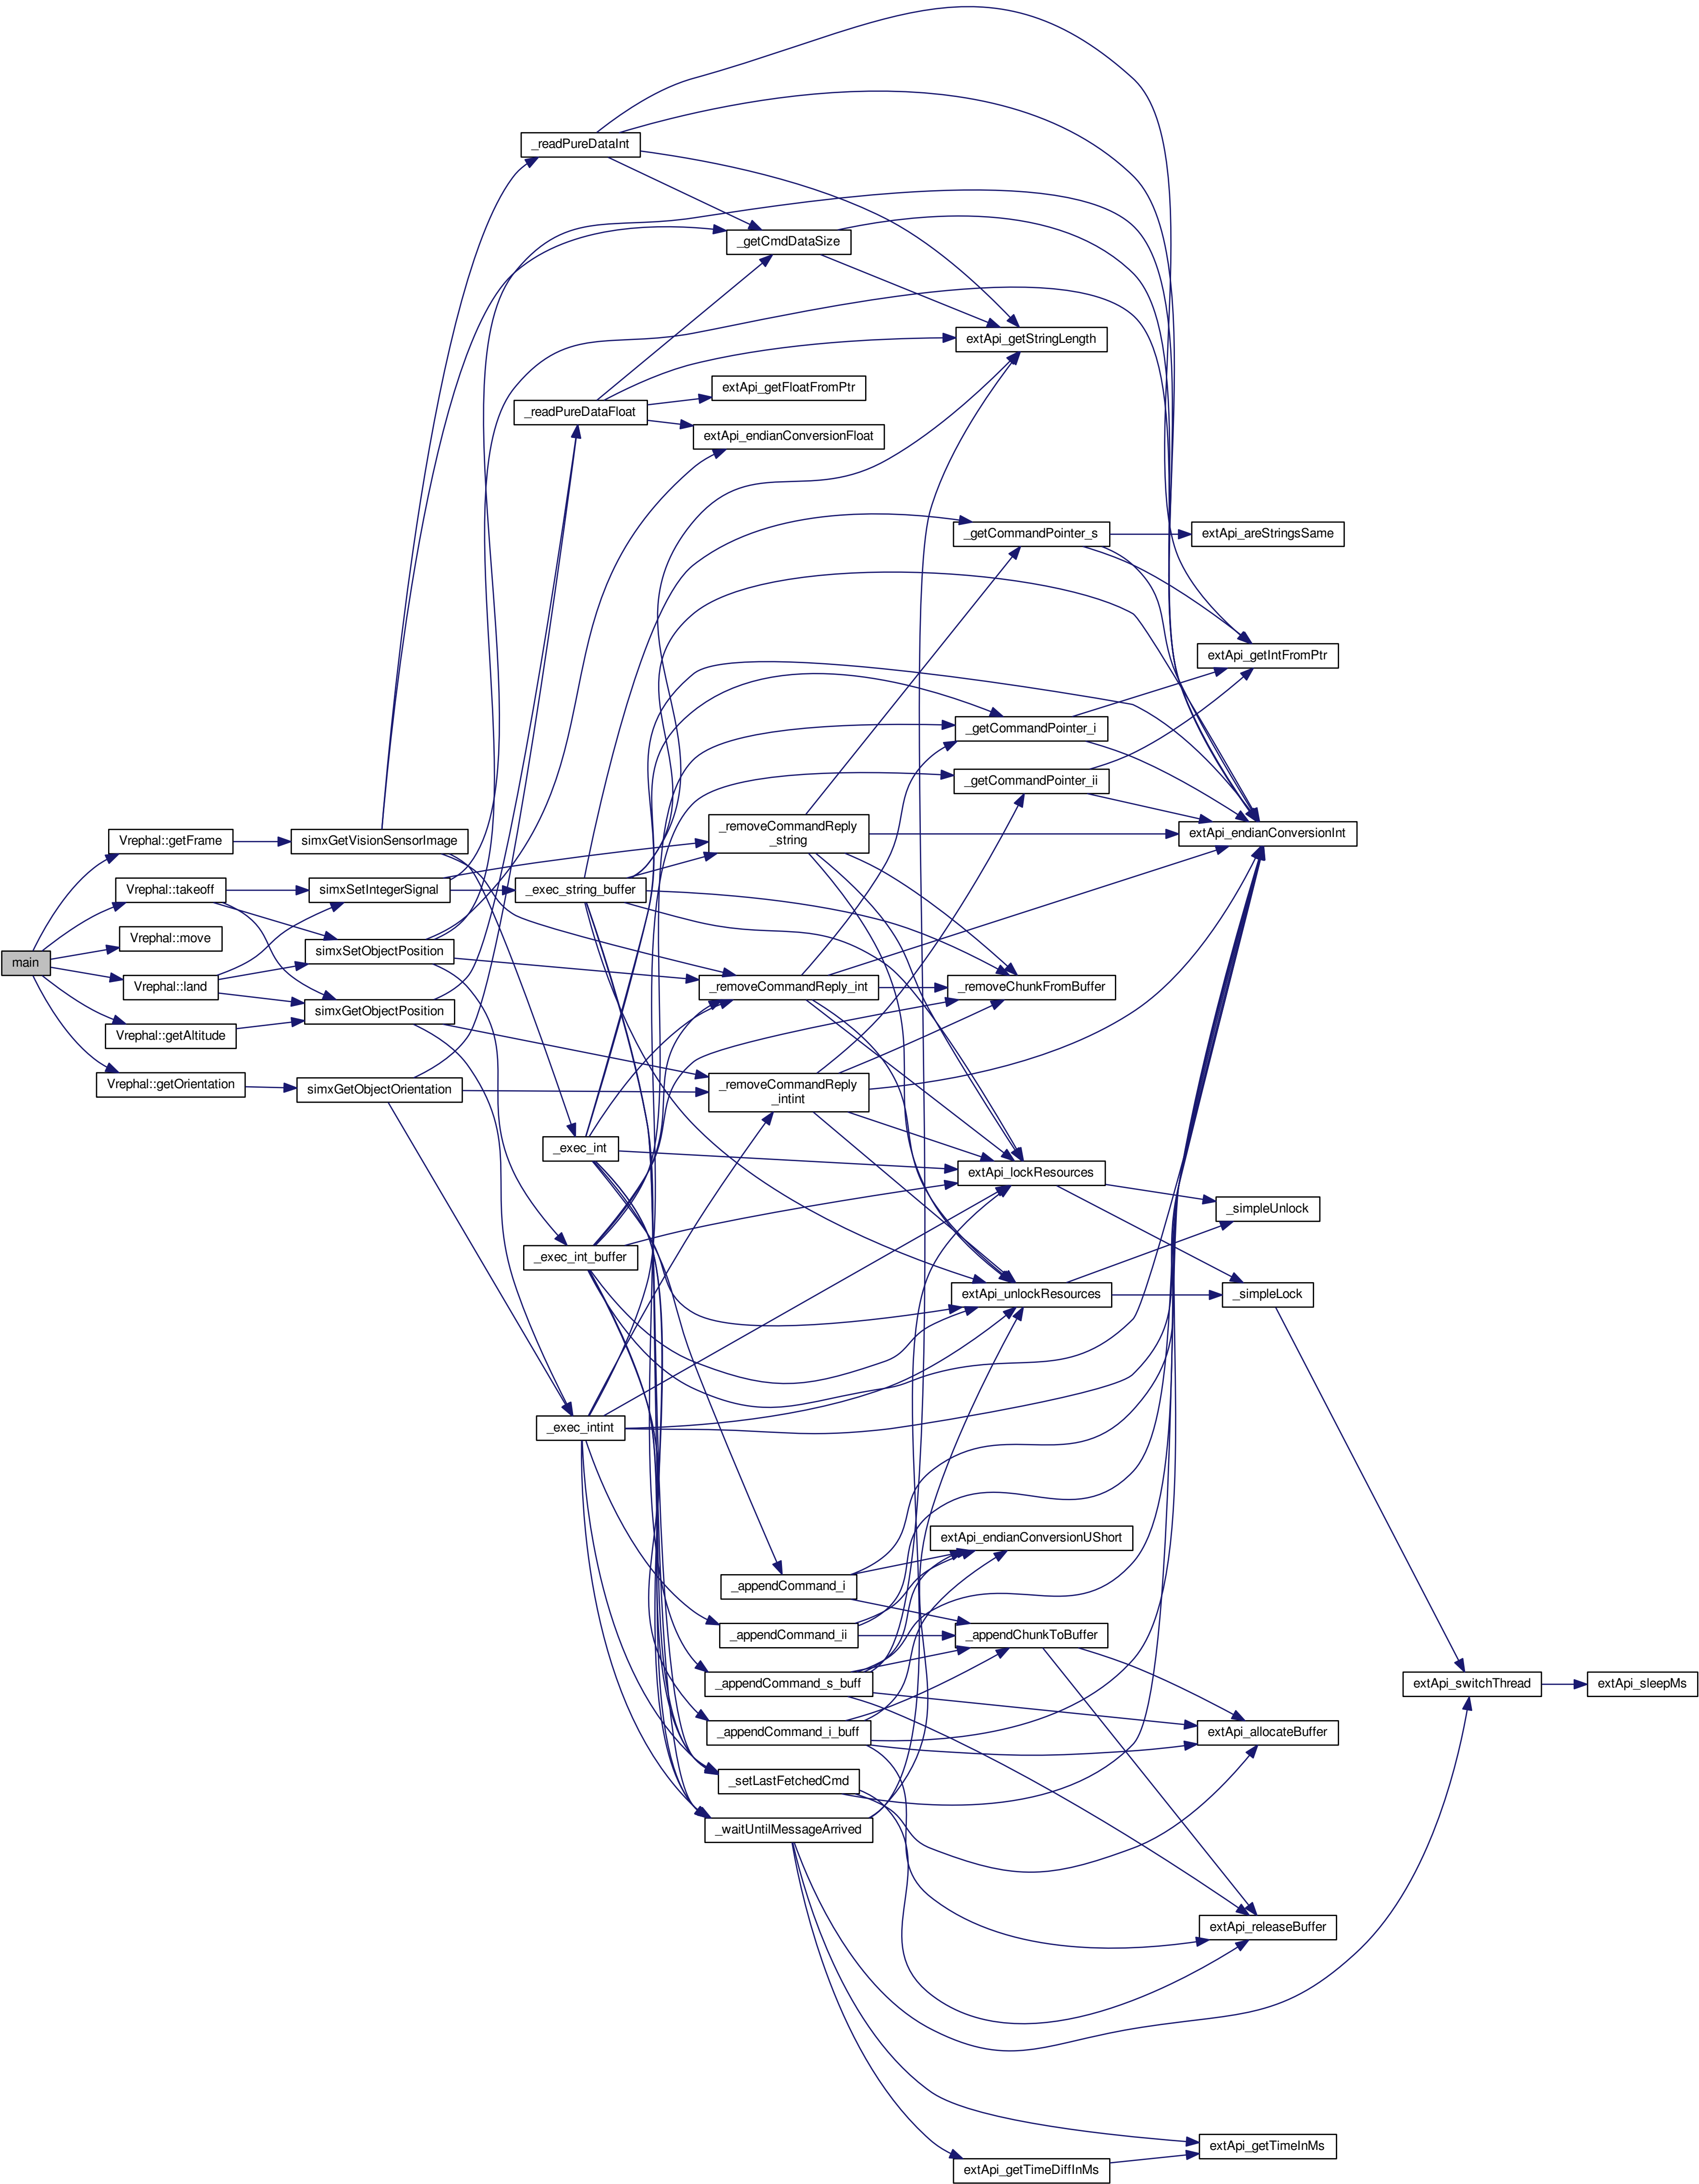 _readPureDataInt
_getCmdDataSize
extApi_getStringLength
extApi_getFloatFromPtr
_readPureDataFloat
extApi_endianConversionFloat
_getCommandPointer_s
extApi_areStringsSame
extApi_getIntFromPtr
_getCommandPointer_i
_getCommandPointer_ii
Vrephal::getFrame
simxGetVisionSensorImage
_removeCommandReply
_string
extApi_endianConversionInt
Vrephal::takeoff
simxSetIntegerSignal
_exec_string_buffer
Vrephal::move
main
simxSetObjectPosition
Vrephal::land
_removeCommandReply_int
_removeChunkFromBuffer
simxGetObjectPosition
Vrephal::getAltitude
Vrephal::getOrientation
simxGetObjectOrientation
_removeCommandReply
_intint
_exec_int
extApi_lockResources
_simpleUnlock
_exec_int_buffer
extApi_unlockResources
_simpleLock
_exec_intint
extApi_endianConversionUShort
_appendCommand_i
_appendCommand_ii
_appendChunkToBuffer
_appendCommand_s_buff
extApi_switchThread
extApi_sleepMs
_appendCommand_i_buff
extApi_allocateBuffer
_setLastFetchedCmd
_waitUntilMessageArrived
extApi_releaseBuffer
extApi_getTimeInMs
extApi_getTimeDiffInMs